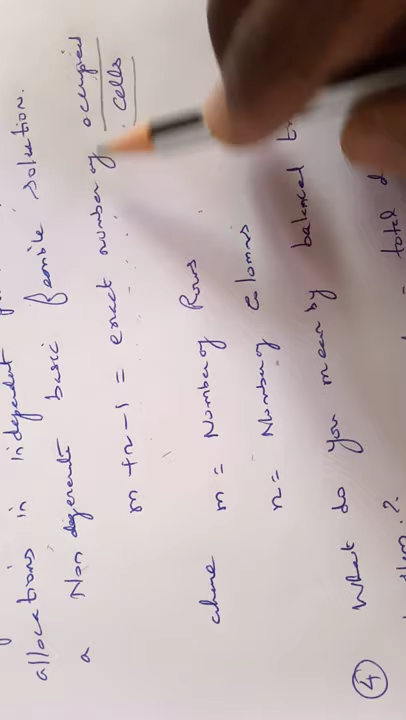 allocations in independent
a Non degerate basic feasible solution.
m+n-1 = exact number of occupied
cells
where m = Number of Rows
n = Number of Colomns
④ What do you mean by balanced
total